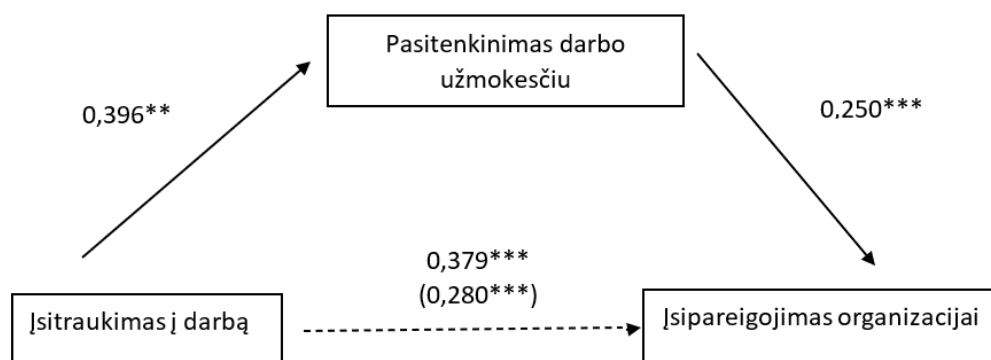 Pasitenkinimas darbo
užmokesčiu
0,396**
0,250***
0,379***
(0,280***)
Įsitraukimas į darbą
Įsipareigojimas organizacijai